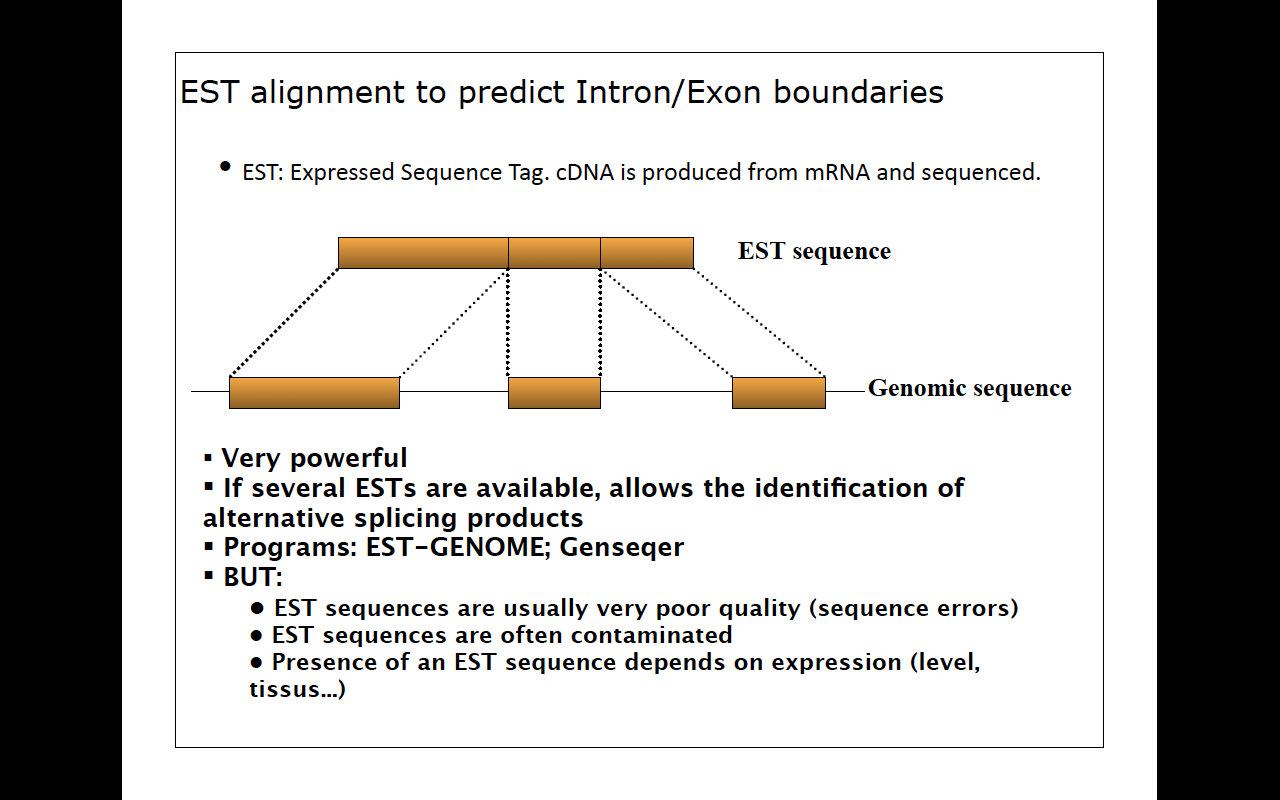 EST alignment to predict Intron/Exon boundaries
• EST: Expressed Sequence Tag. cDNA is produced from mRNA and sequenced.
EST sequence
Genomic sequence
▪ Very powerful
▪ If several ESTs are available, allows the identification of
alternative splicing products
▪ Programs: EST-GENOME; Genseqer
▪ BUT:
● EST sequences are usually very poor quality (sequence errors)
● EST sequences are often contaminated
● Presence of an EST sequence depends on expression (level,
tissus...)